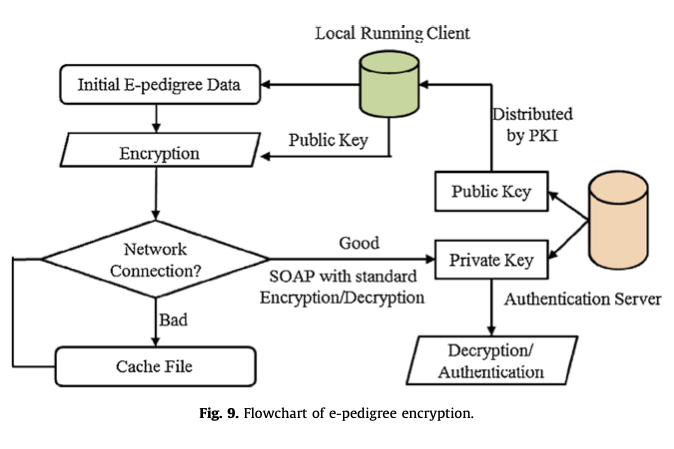 Local Running Client
Initial E-pedigree Data
Distributed
by PKI
Public Key
Encryption
Public Key
Network
Connection?
Good
Private Key
SOAP with standard
Encryption/Decryption
Authentication Server
Bad
Decryption/
Authentication
Cache File
Fig. 9. Flowchart of e-pedigree encryption.